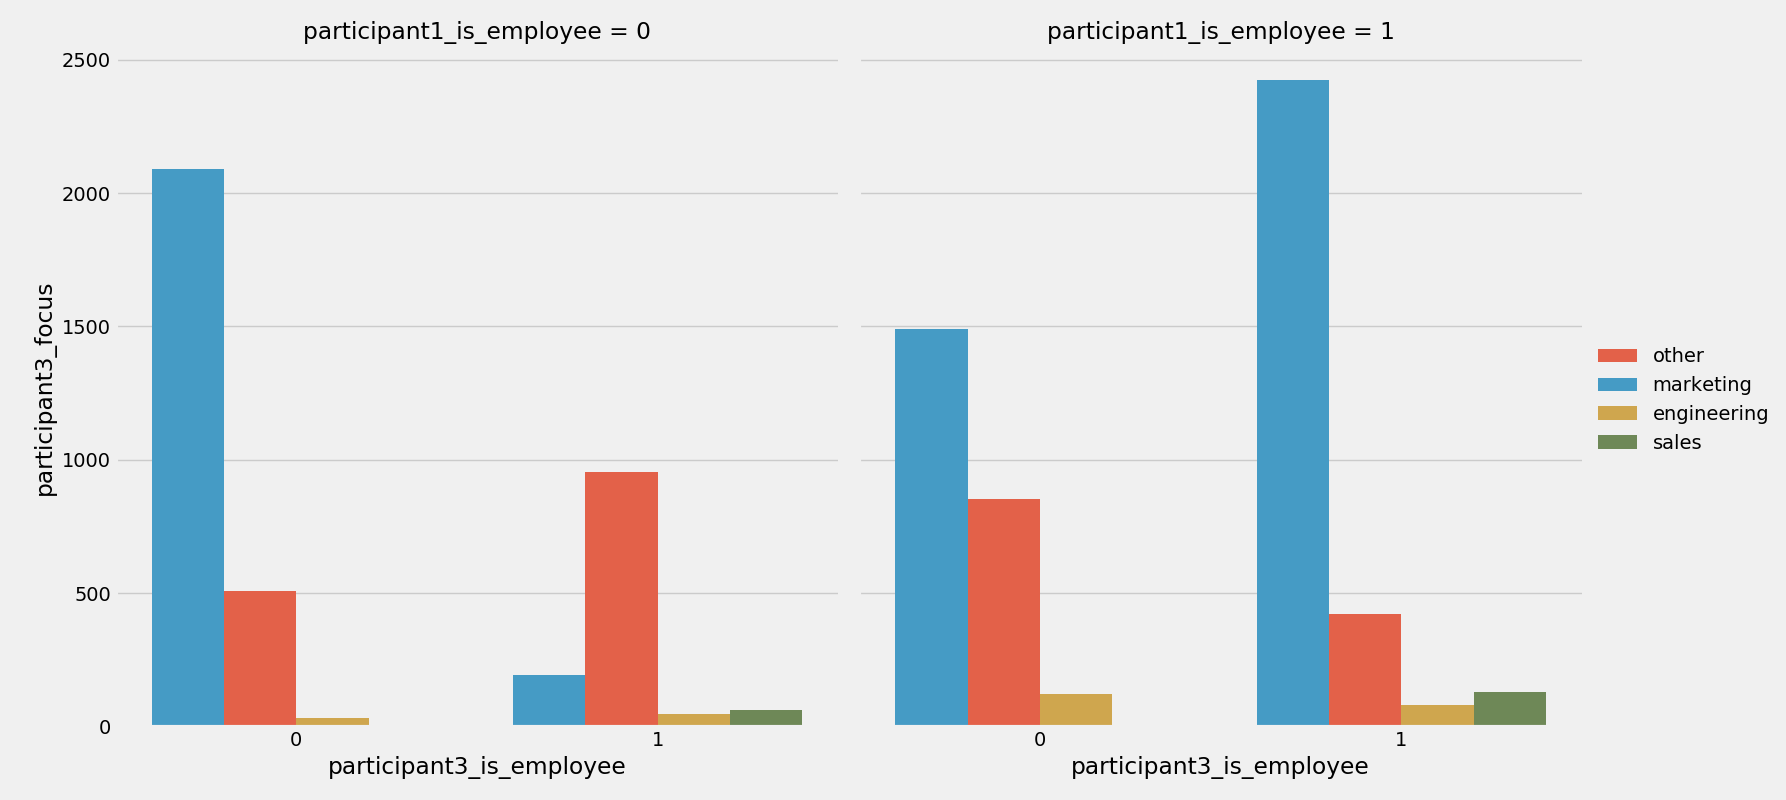 participant1_is_employee = 0
participant1_is_employee = 1
2500
2000
1500
1000
500
0
participant3_focus
0
1
0
1
participant3_is_employee
participant3_is_employee
other
marketing
engineering
sales